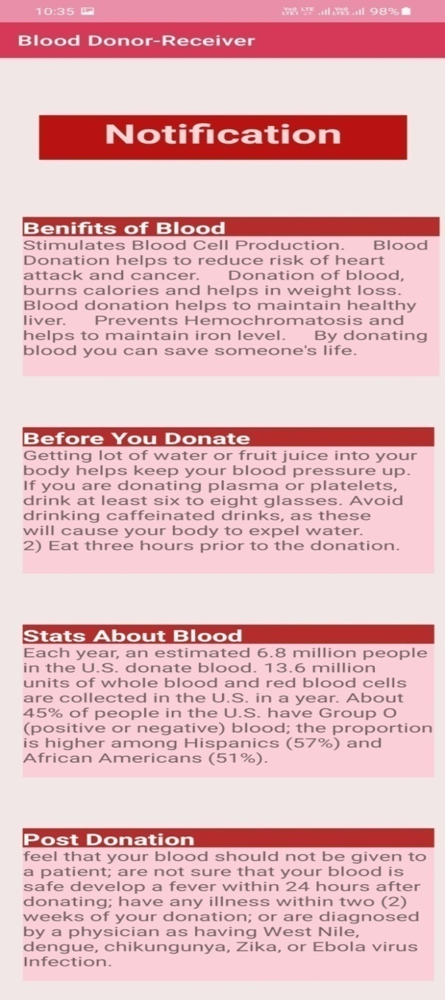 10:35 Vo)) LTE LTE1 Vo)) LTE2 98%
Blood Donor-Receiver
Notification
Benifits of Blood
Stimulates Blood Cell Production. Blood
Donation helps to reduce risk of heart
attack and cancer. Donation of blood,
burns calories and helps in weight loss.
Blood donation helps to maintain healthy
liver. Prevents Hemochromatosis and
helps to maintain iron level. By donating
blood you can save someone's life.
Before You Donate
Getting lot of water or fruit juice into your
body helps keep your blood pressure up.
If you are donating plasma or platelets,
drink at least six to eight glasses. Avoid
drinking caffeinated drinks, as these
will cause your body to expel water.
2) Eat three hours prior to the donation.
Stats About Blood
Each year, an estimated 6.8 million people
in the U.S. donate blood. 13.6 million
units of whole blood and red blood cells
are collected in the U.S. in a year. About
45% of people in the U.S. have Group O
(positive or negative) blood; the proportion
is higher among Hispanics (57%) and
African Americans (51%).
Post Donation
feel that your blood should not be given to
a patient; are not sure that your blood is
safe develop a fever within 24 hours after
donating; have any illness within two (2)
weeks of your donation; or are diagnosed
by a physician as having West Nile,
dengue, chikungunya, Zika, or Ebola virus
Infection.